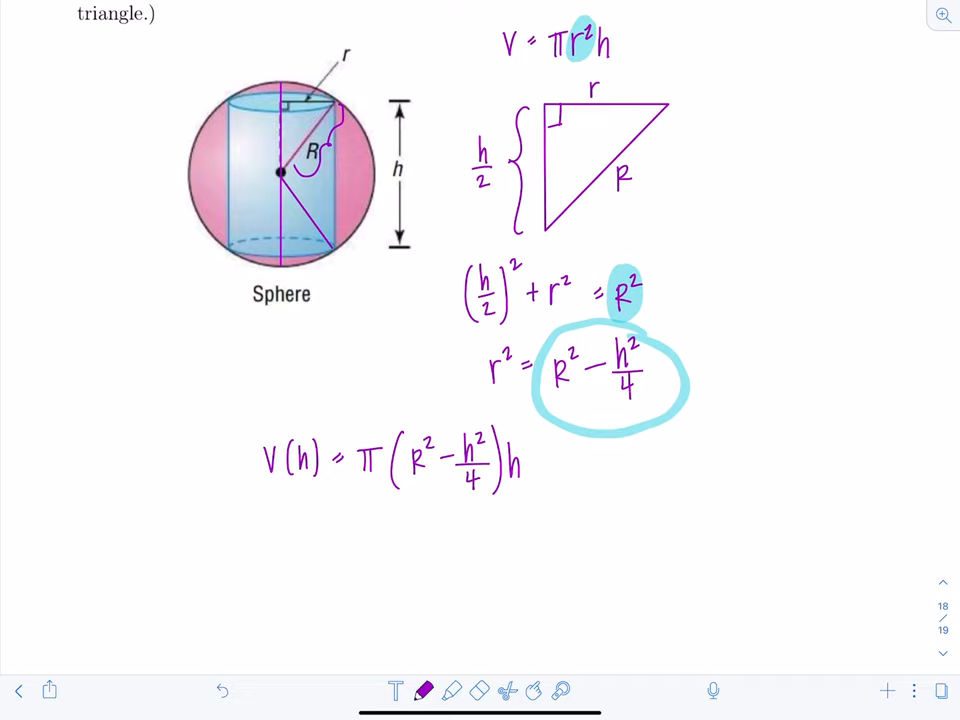 triangle.)
V = πr²h
r
r
h/2
R
R
h
(h/2)² + r² = R²
Sphere
r² = R² - h²/4
V(h) = π(R² - h²/4)h
18
/
19
T